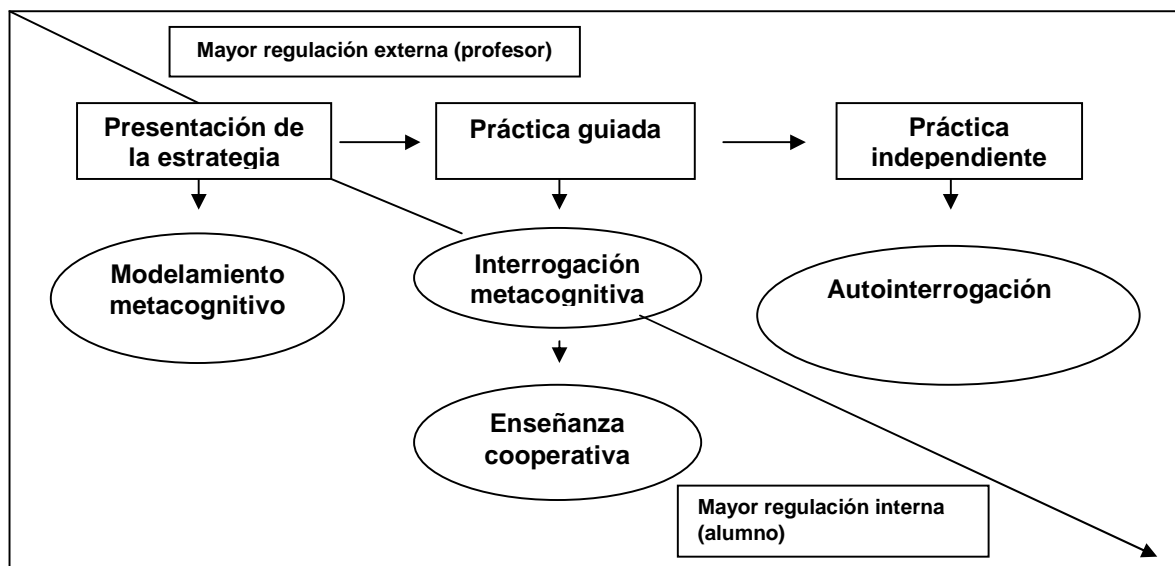 Mayor regulación externa (profesor)
Presentación de
la estrategia
Práctica guiada
Práctica
independiente
Modelamiento
metacognitivo
Interrogación
metacognitiva
Autointerrogación
Enseñanza
cooperativa
Mayor regulación interna
(alumno)